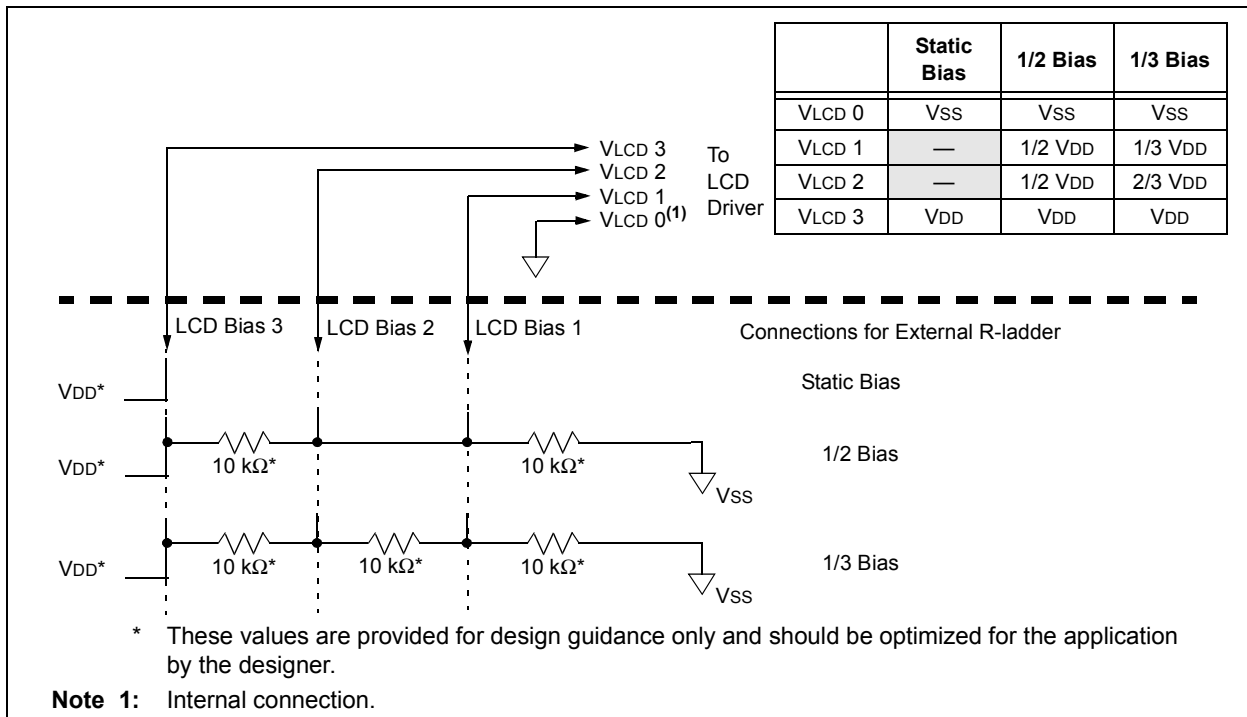 Static Bias 1/2 Bias 1/3 Bias
VLCD 0 VSS VSS VSS
VLCD 1 — 1/2 VDD 1/3 VDD
VLCD 2 — 1/2 VDD 2/3 VDD
VLCD 3 VDD VDD VDD
VLCD 3
VLCD 2
VLCD 1
VLCD 0(1)
To
LCD
Driver
LCD Bias 3 LCD Bias 2 LCD Bias 1 Connections for External R-ladder
VDD* Static Bias
VDD* 10 kΩ* 10 kΩ* VSS 1/2 Bias
VDD* 10 kΩ* 10 kΩ* 10 kΩ* VSS 1/3 Bias
* These values are provided for design guidance only and should be optimized for the application
by the designer.
Note 1: Internal connection.